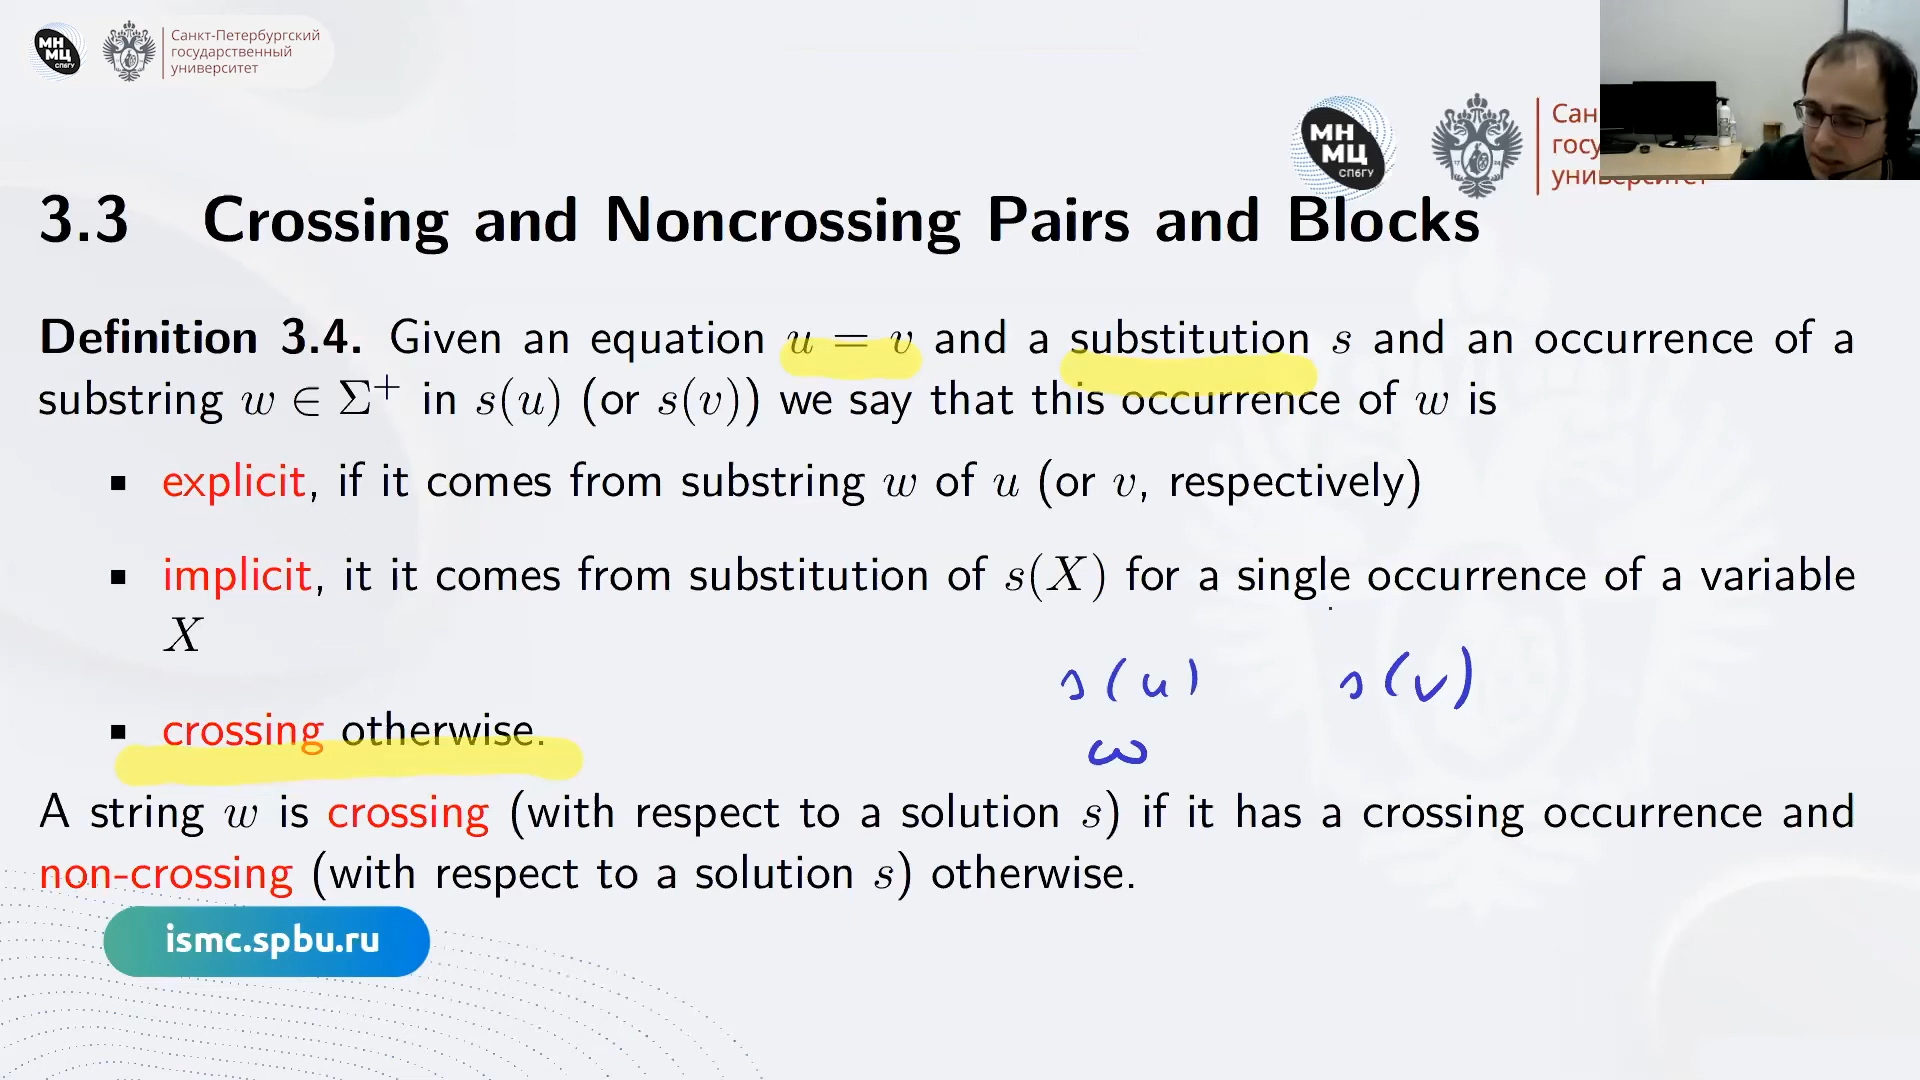 МН МЦ СПбГУ
Санкт-Петербургский
государственный
университет
МН МЦ СПбГУ
Сан
госу
университет
3.3 Crossing and Noncrossing Pairs and Blocks
Definition 3.4. Given an equation u = v and a substitution s and an occurrence of a
substring w ∈ Σ⁺ in s(u) (or s(v)) we say that this occurrence of w is
▪ explicit, if it comes from substring w of u (or v, respectively)
▪ implicit, it it comes from substitution of s(X) for a single occurrence of a variable
X
s(u) s(v)
▪ crossing otherwise.
w
A string w is crossing (with respect to a solution s) if it has a crossing occurrence and
non-crossing (with respect to a solution s) otherwise.
ismc.spbu.ru